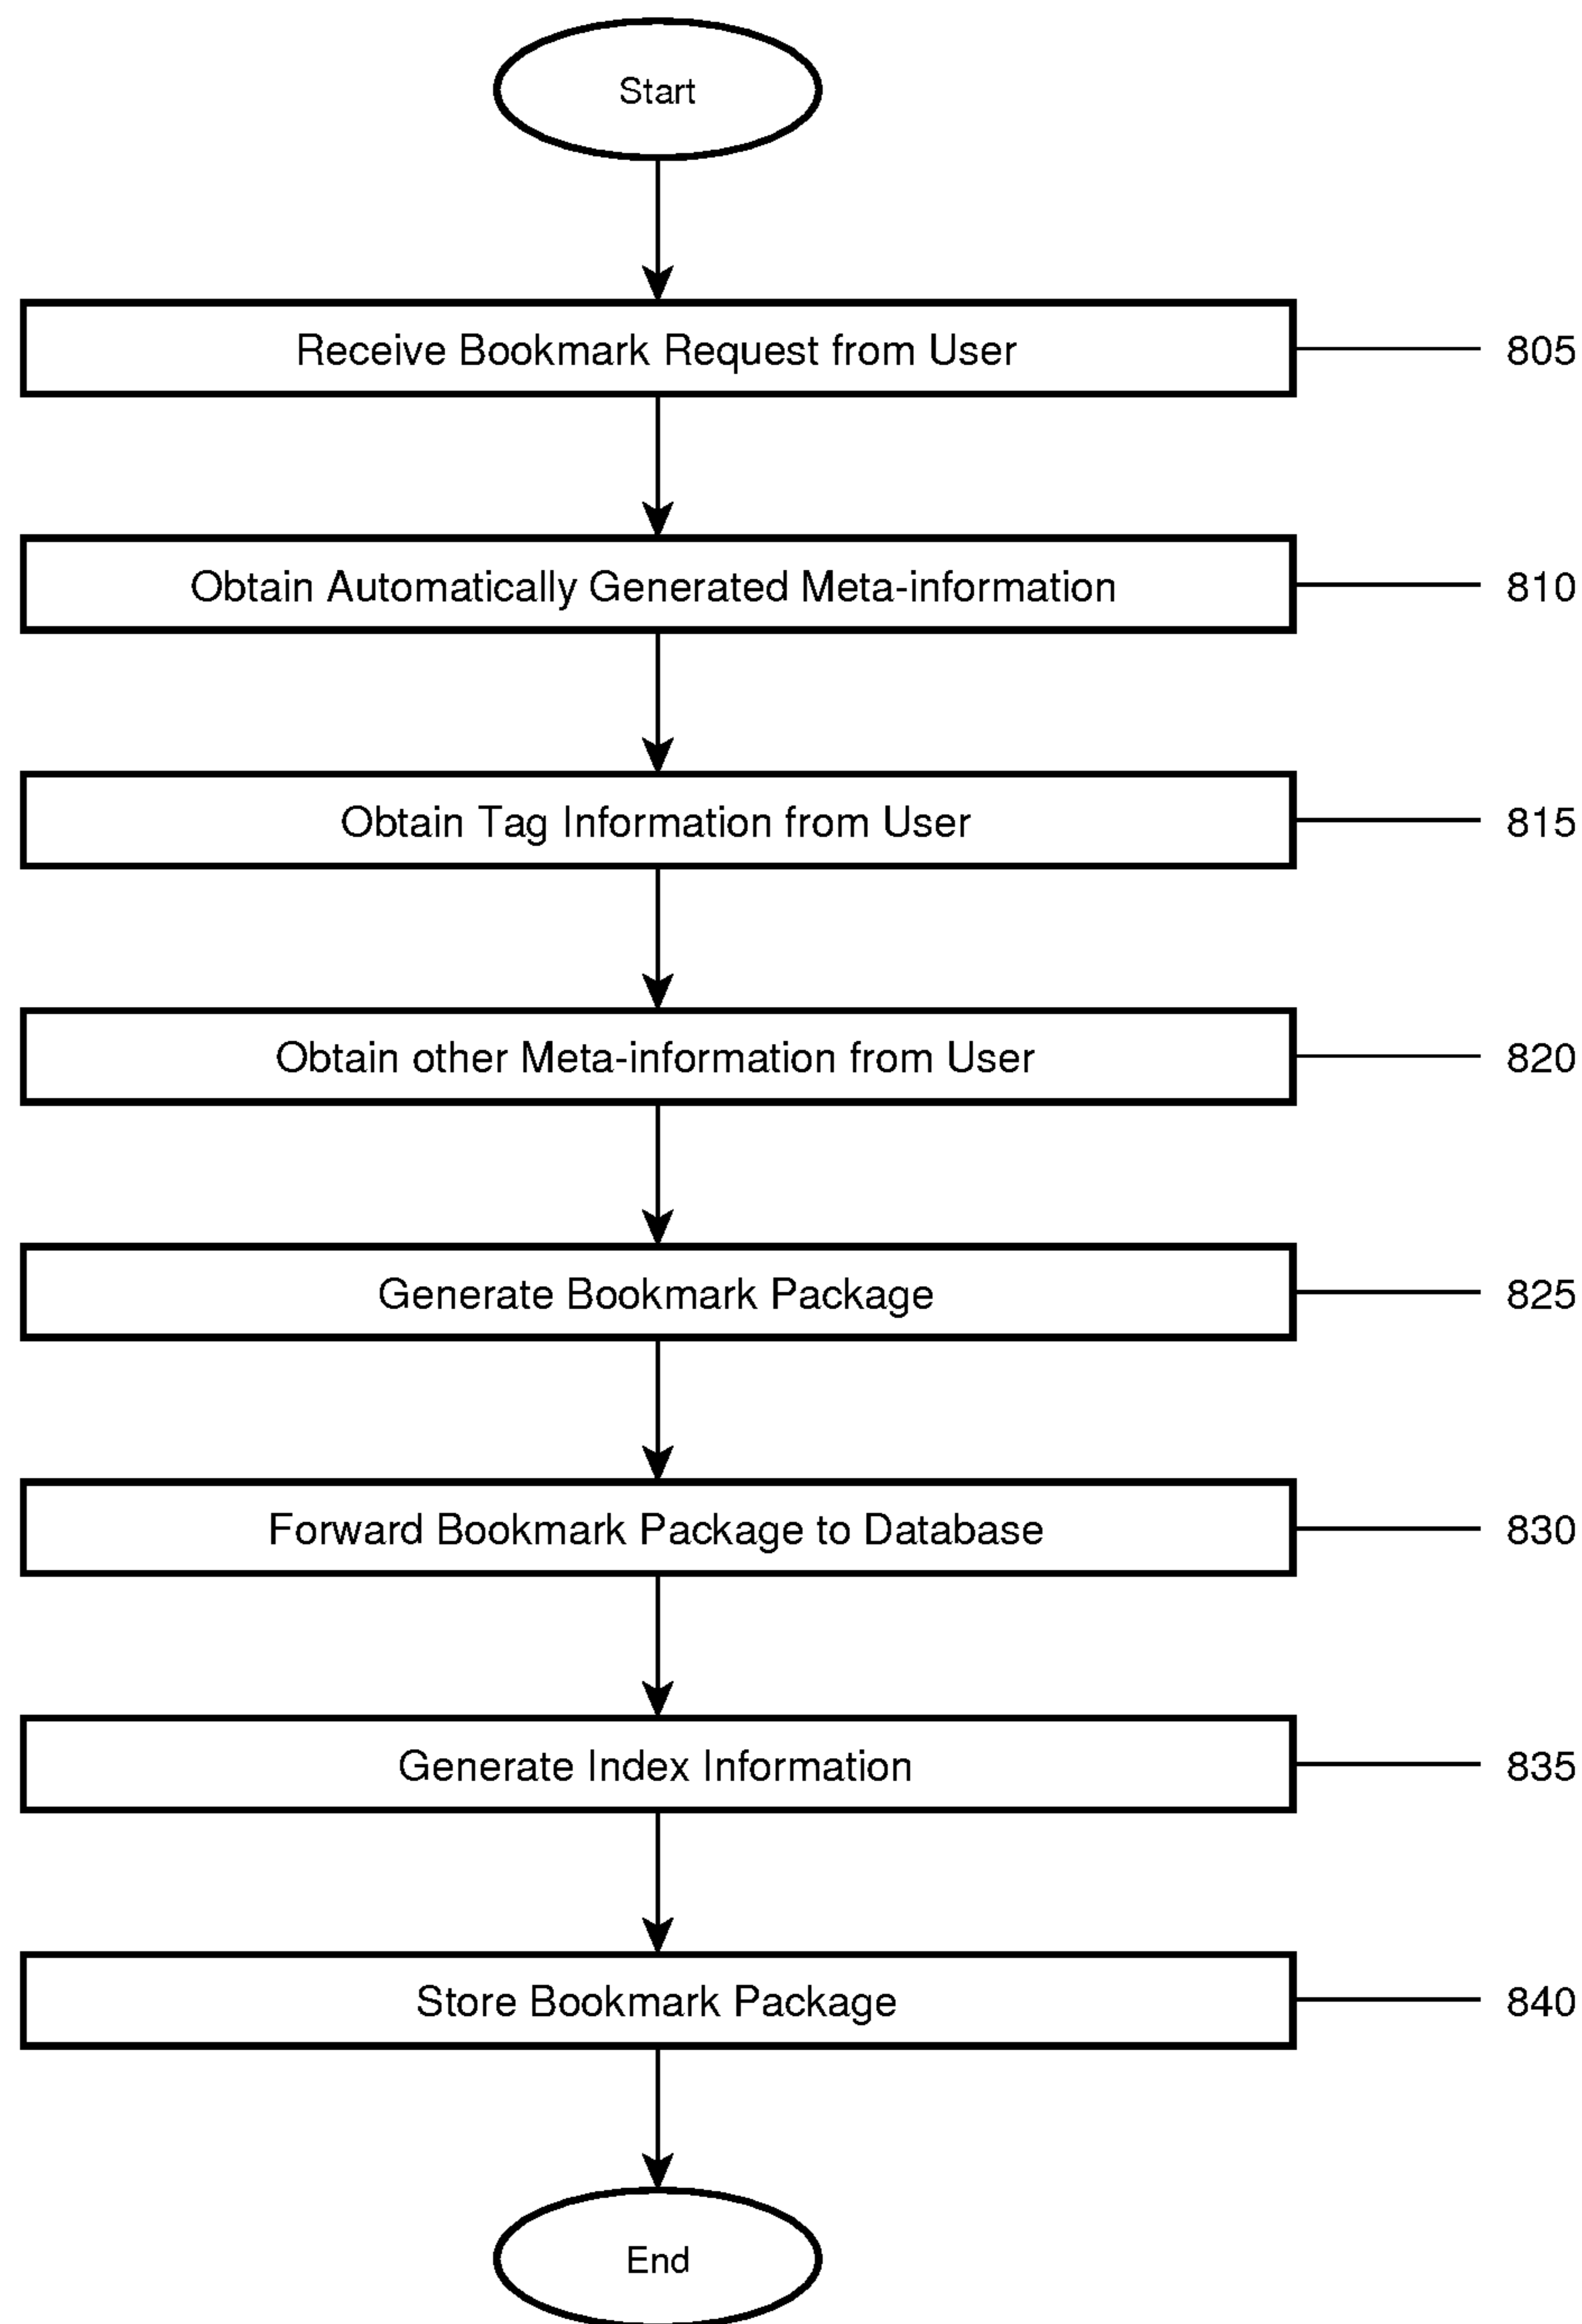 Start
Receive Bookmark Request from User 805
Obtain Automatically Generated Meta-information 810
Obtain Tag Information from User 815
Obtain other Meta-information from User 820
Generate Bookmark Package 825
Forward Bookmark Package to Database 830
Generate Index Information 835
Store Bookmark Package 840
End